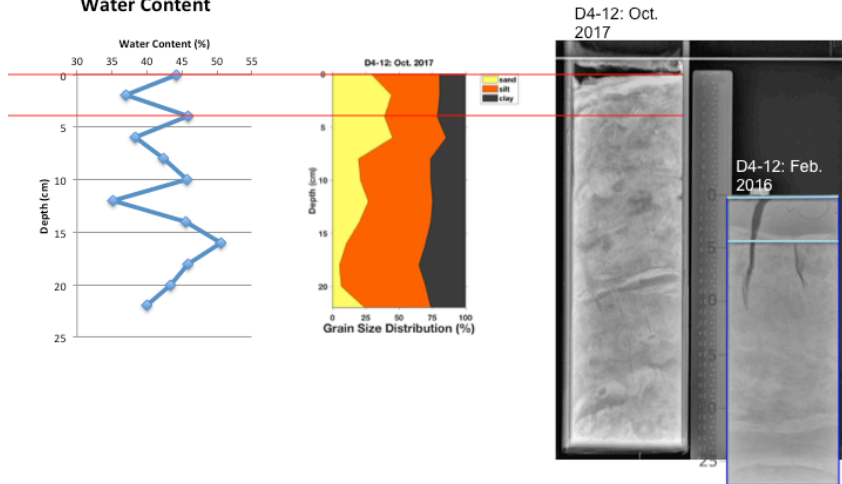 Water Content
Water Content (%)
30 35 40 45 50 55
0
5
10
15
20
25
Depth (cm)
D4-12: Oct. 2017
sand
silt
clay
0
5
10
15
20
Depth (cm)
0 25 50 75 100
Grain Size Distribution (%)
D4-12: Oct.
2017
D4-12: Feb.
2016
0
5
10
25